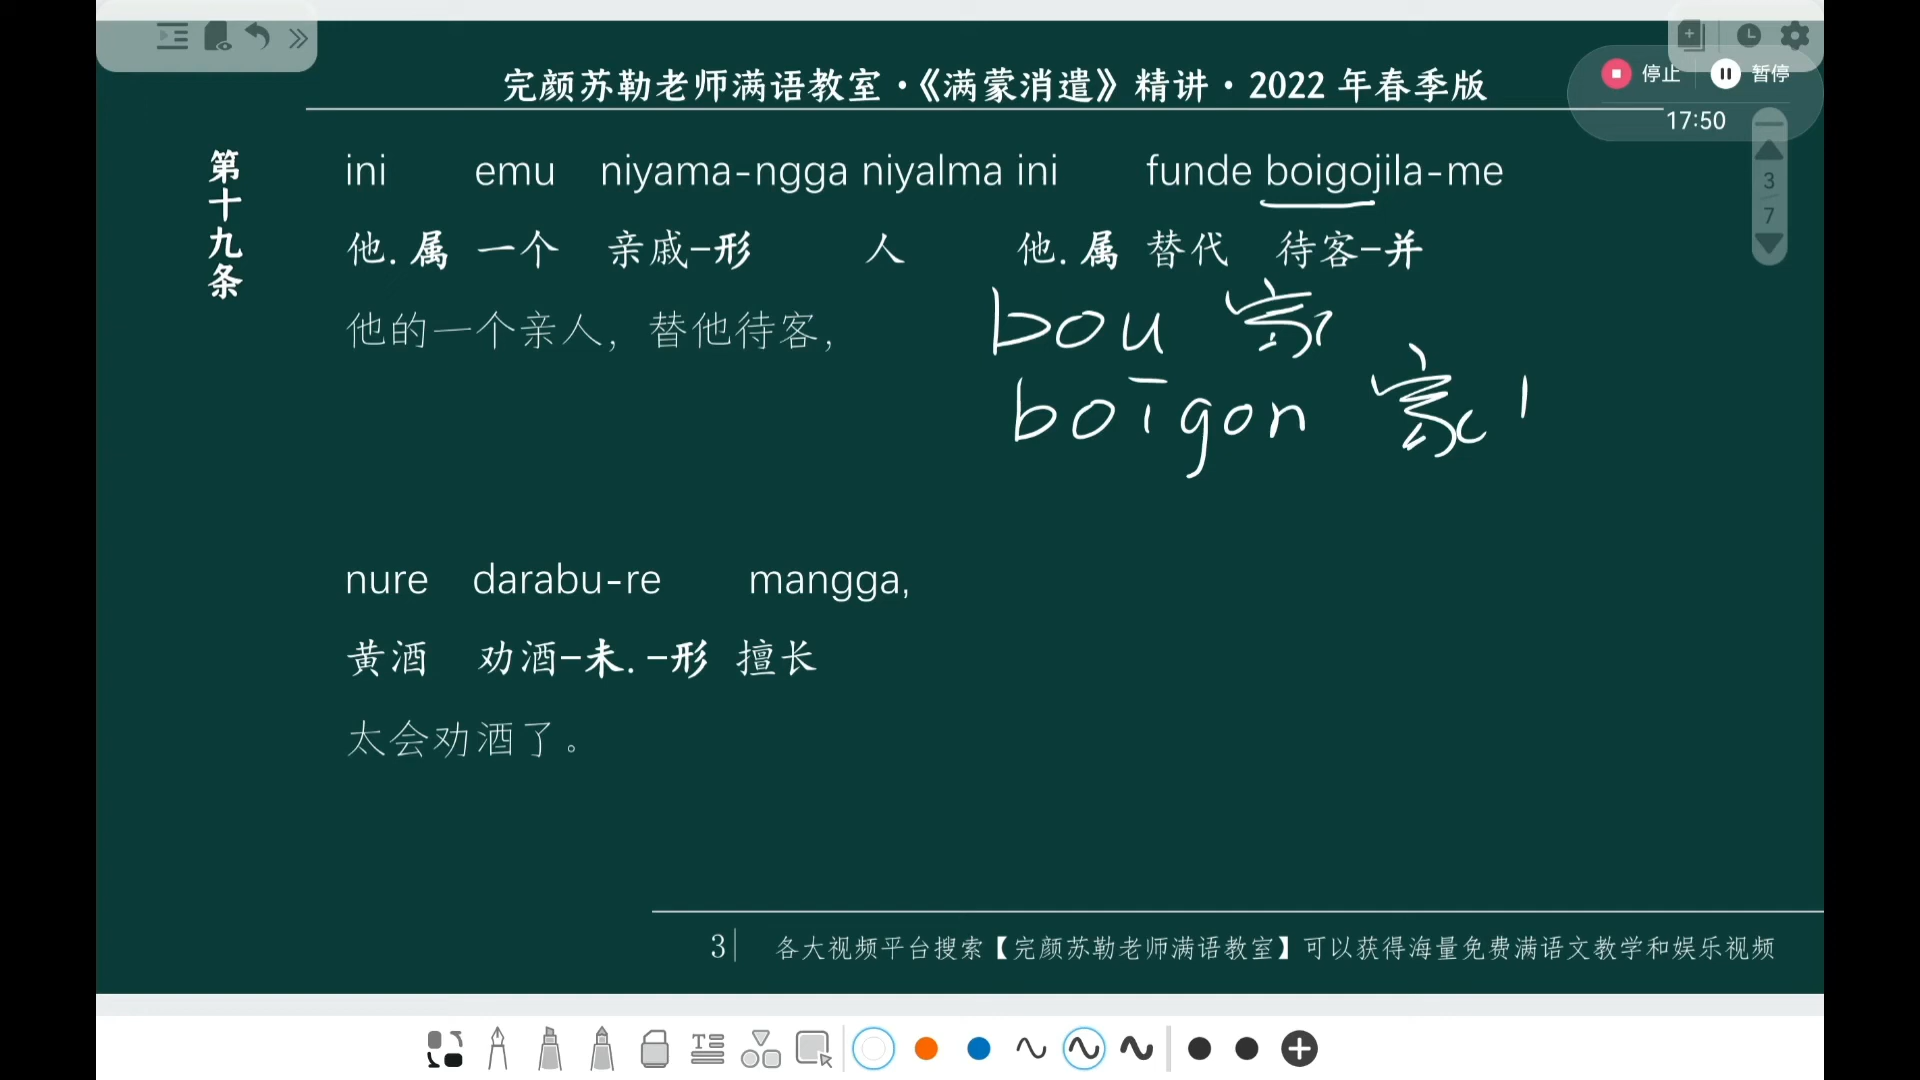 停止 暂停
17:50
完颜苏勒老师满语教室·《满蒙消遣》精讲·2022 年春季版
3
7
第十九条
ini emu niyama-ngga niyalma ini funde boigojila-me
他.属 一个 亲戚-形 人 他.属 替代 待客-并
他的一个亲人，替他待客，
bou 家
boigon 家
nure darabu-re mangga,
黄酒 劝酒-未.-形 擅长
太会劝酒了。
3 各大视频平台搜索【完颜苏勒老师满语教室】可以获得海量免费满语文教学和娱乐视频